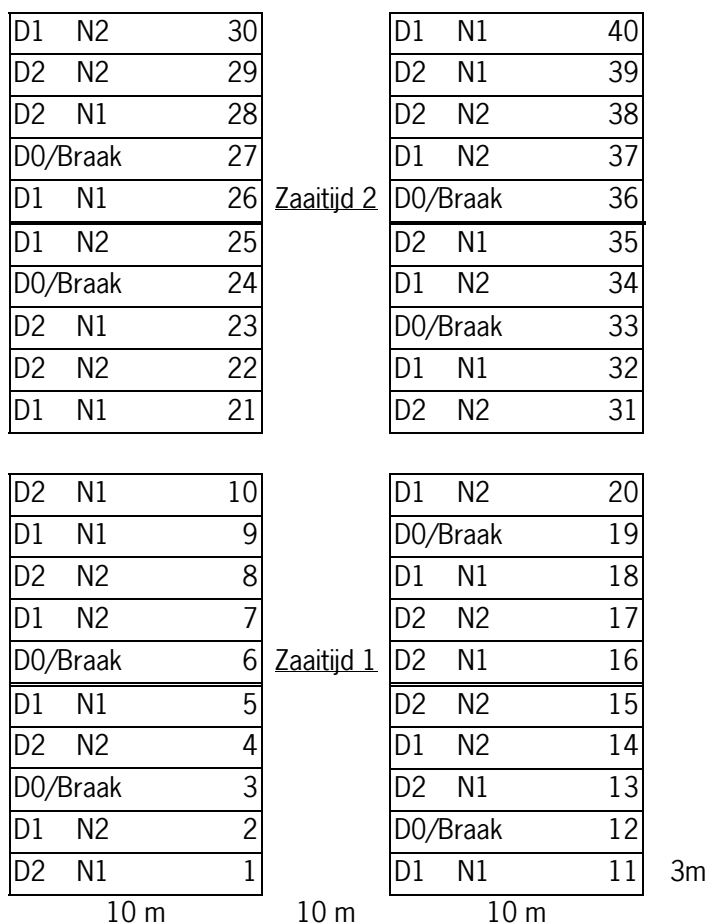 D1 N2 30 D1 N1 40
D2 N2 29 D2 N1 39
D2 N1 28 D2 N2 38
D0/Braak 27 D1 N2 37
D1 N1 26 Zaaitijd 2 D0/Braak 36
D1 N2 25 D2 N1 35
D0/Braak 24 D1 N2 34
D2 N1 23 D0/Braak 33
D2 N2 22 D1 N1 32
D1 N1 21 D2 N2 31
D2 N1 10 D1 N2 20
D1 N1 9 D0/Braak 19
D2 N2 8 D1 N1 18
D1 N2 7 D2 N2 17
D0/Braak 6 Zaaitijd 1 D2 N1 16
D1 N1 5 D2 N2 15
D2 N2 4 D1 N2 14
D0/Braak 3 D2 N1 13
D1 N2 2 D0/Braak 12
D2 N1 1 D1 N1 11 3m
10 m 10 m 10 m